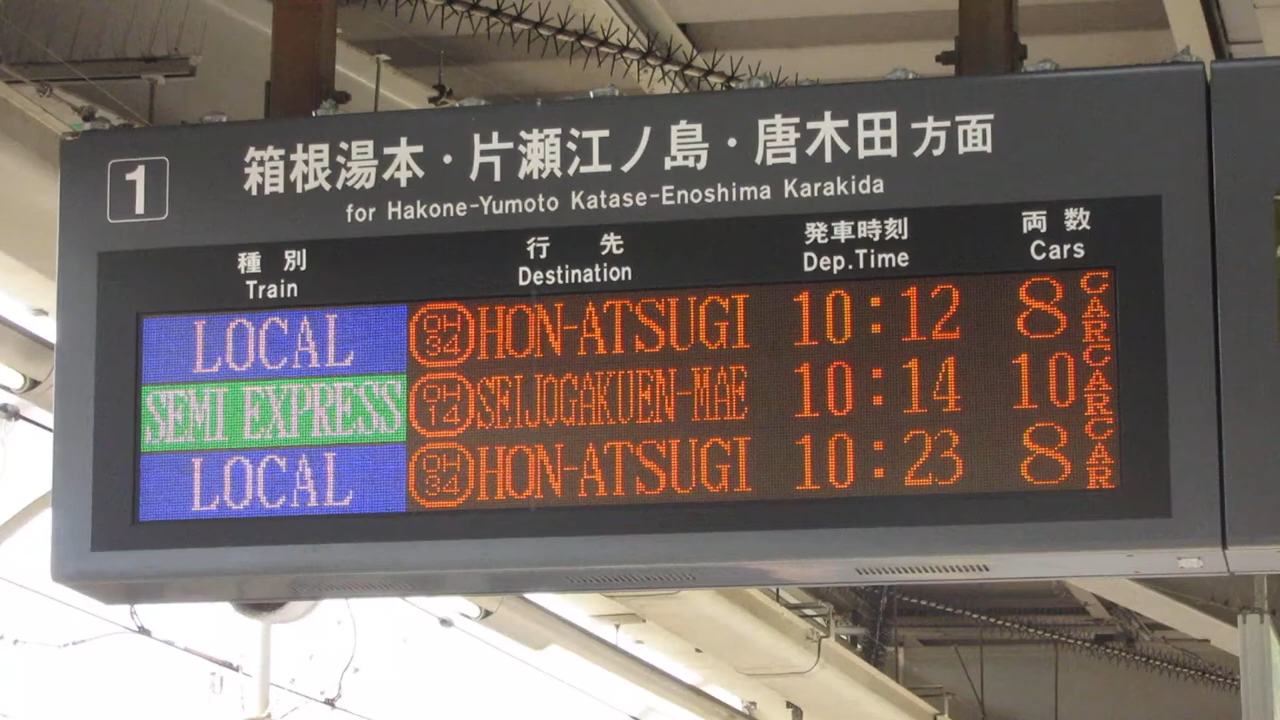 1
箱根湯本・片瀬江ノ島・唐木田方面
for Hakone-Yumoto Katase-Enoshima Karakida
種別 行先 発車時刻 両数
Train Destination Dep.Time Cars
LOCAL OH 34 HON-ATSUGI 10:12 8 CAR
SEMI EXPRESS OH 14 SEIJOGAKUEN-MAE 10:14 10 CAR
LOCAL OH 34 HON-ATSUGI 10:23 8 CAR